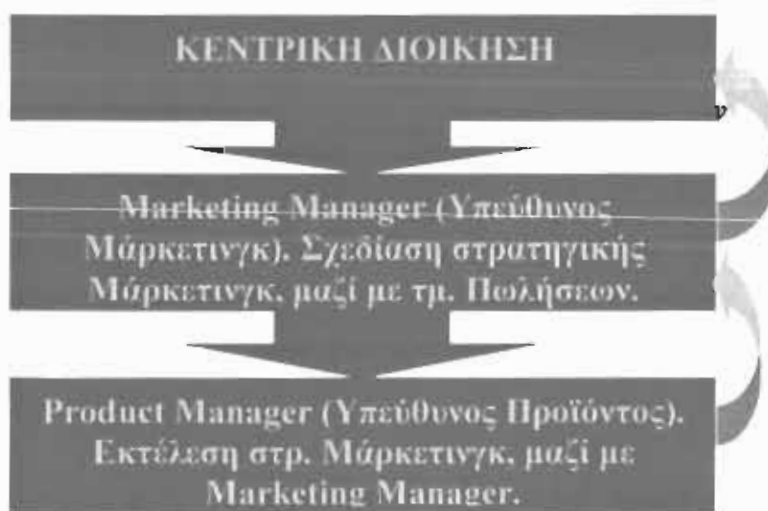 ΚΕΝΤΡΙΚΗ ΔΙΟΙΚΗΣΗ
ν
Marketing Manager (Υπεύθυνος
Μάρκετινγκ). Σχεδίαση στρατηγικής
Μάρκετινγκ, μαζί με τμ. Πωλήσεων.
Product Manager (Υπεύθυνος Προϊόντος).
Εκτέλεση στρ. Μάρκετινγκ, μαζί με
Marketing Manager.